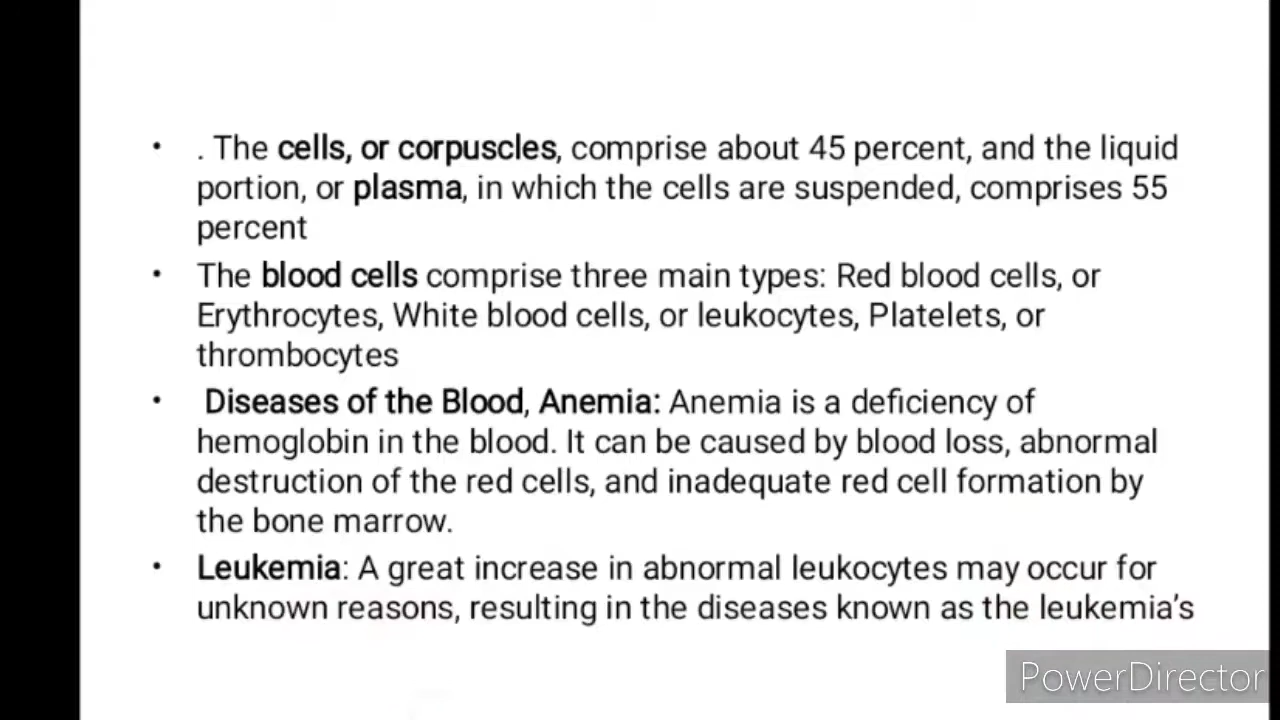 • . The cells, or corpuscles, comprise about 45 percent, and the liquid
portion, or plasma, in which the cells are suspended, comprises 55
percent
• The blood cells comprise three main types: Red blood cells, or
Erythrocytes, White blood cells, or leukocytes, Platelets, or
thrombocytes
• Diseases of the Blood, Anemia: Anemia is a deficiency of
hemoglobin in the blood. It can be caused by blood loss, abnormal
destruction of the red cells, and inadequate red cell formation by
the bone marrow.
• Leukemia: A great increase in abnormal leukocytes may occur for
unknown reasons, resulting in the diseases known as the leukemia’s
PowerDirector